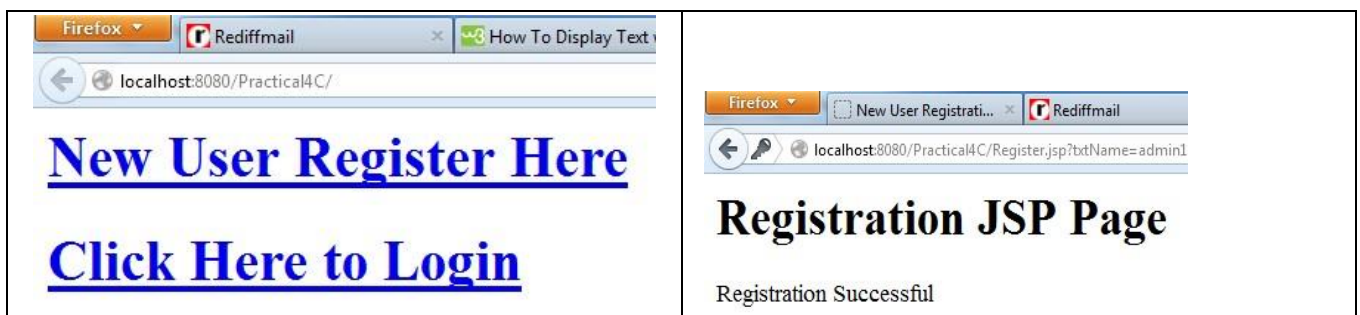 Firefox
Rediffmail
How To Display Text
localhost:8080/Practical4C/
New User Register Here
Click Here to Login
Firefox
New User Registrati...
Rediffmail
localhost:8080/Practical4C/Register.jsp?txtName=admin1
Registration JSP Page
Registration Successful